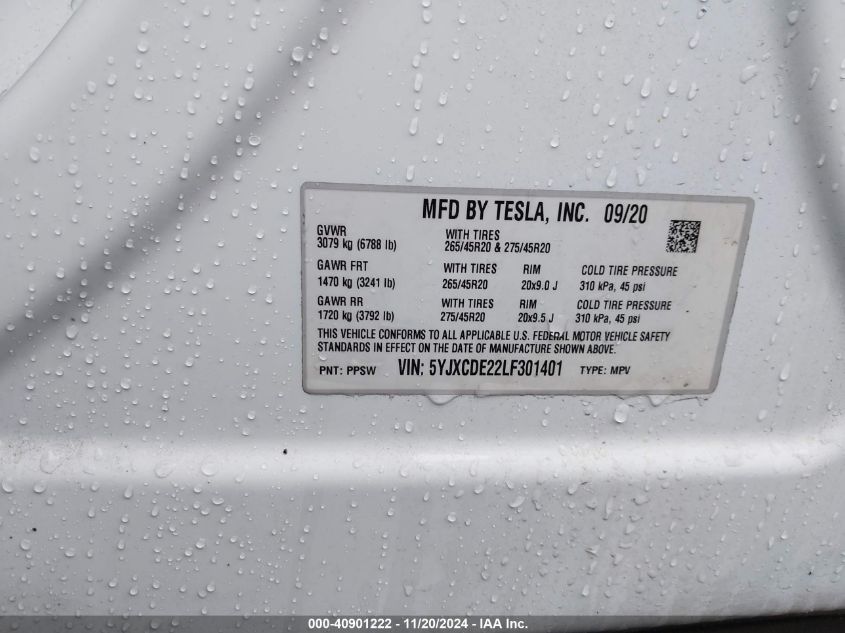 MFD BY TESLA, INC. 09/20
GVWR WITH TIRES
3079 kg (6788 lb) 265/45R20 & 275/45R20
GAWR FRT WITH TIRES RIM COLD TIRE PRESSURE
1470 kg (3241 lb) 265/45R20 20x9.0 J 310 kPa, 45 psi
GAWR RR WITH TIRES RIM COLD TIRE PRESSURE
1720 kg (3792 lb) 275/45R20 20x9.5 J 310 kPa, 45 psi
THIS VEHICLE CONFORMS TO ALL APPLICABLE U.S. FEDERAL MOTOR VEHICLE SAFETY
STANDARDS IN EFFECT ON THE DATE OF MANUFACTURE SHOWN ABOVE.
PNT: PPSW VIN: 5YJXCDE22LF301401 TYPE: MPV
000-40901222 - 11/20/2024 - IAA Inc.